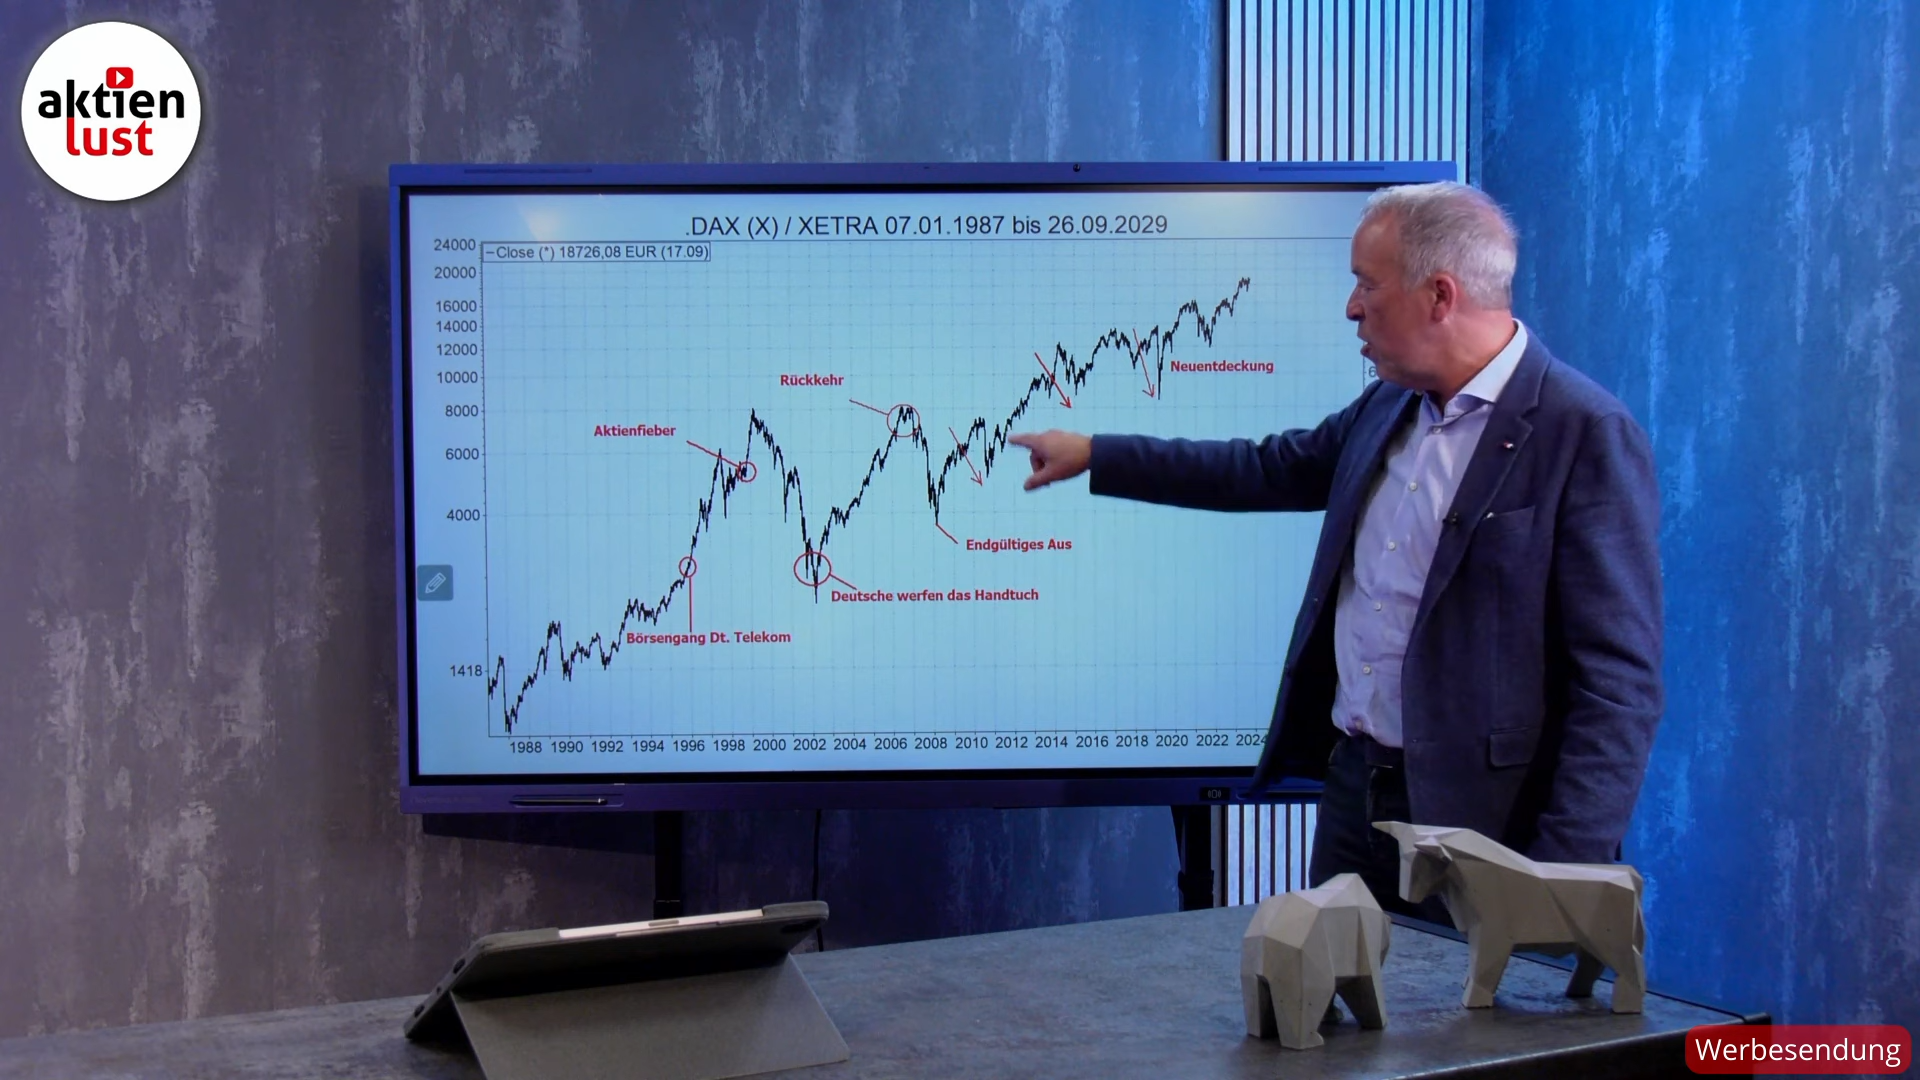 aktien
lust
.DAX (X) / XETRA 07.01.1987 bis 26.09.2029
Close (*) 18726,08 EUR (17.09)
24000
20000
16000
14000
12000
10000
8000
6000
4000
1418
6
Rückkehr
Aktienfieber
Neuentdeckung
Endgültiges Aus
Deutsche werfen das Handtuch
Börsengang Dt. Telekom
1988 1990 1992 1994 1996 1998 2000 2002 2004 2006 2008 2010 2012 2014 2016 2018 2020 2022 2024
Werbesendung